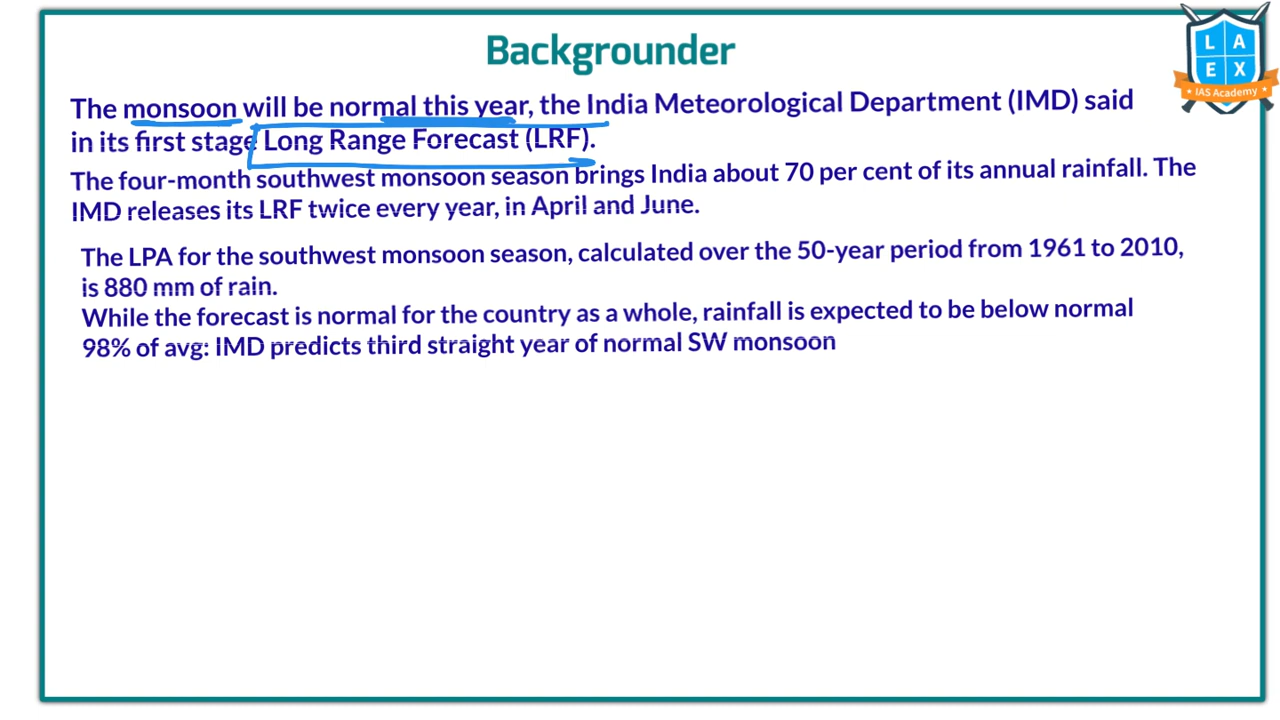 Backgrounder
L A
E X
IAS Academy
The monsoon will be normal this year, the India Meteorological Department (IMD) said
in its first stage Long Range Forecast (LRF).
The four-month southwest monsoon season brings India about 70 per cent of its annual rainfall. The
IMD releases its LRF twice every year, in April and June.
The LPA for the southwest monsoon season, calculated over the 50-year period from 1961 to 2010,
is 880 mm of rain.
While the forecast is normal for the country as a whole, rainfall is expected to be below normal
98% of avg: IMD predicts third straight year of normal SW monsoon